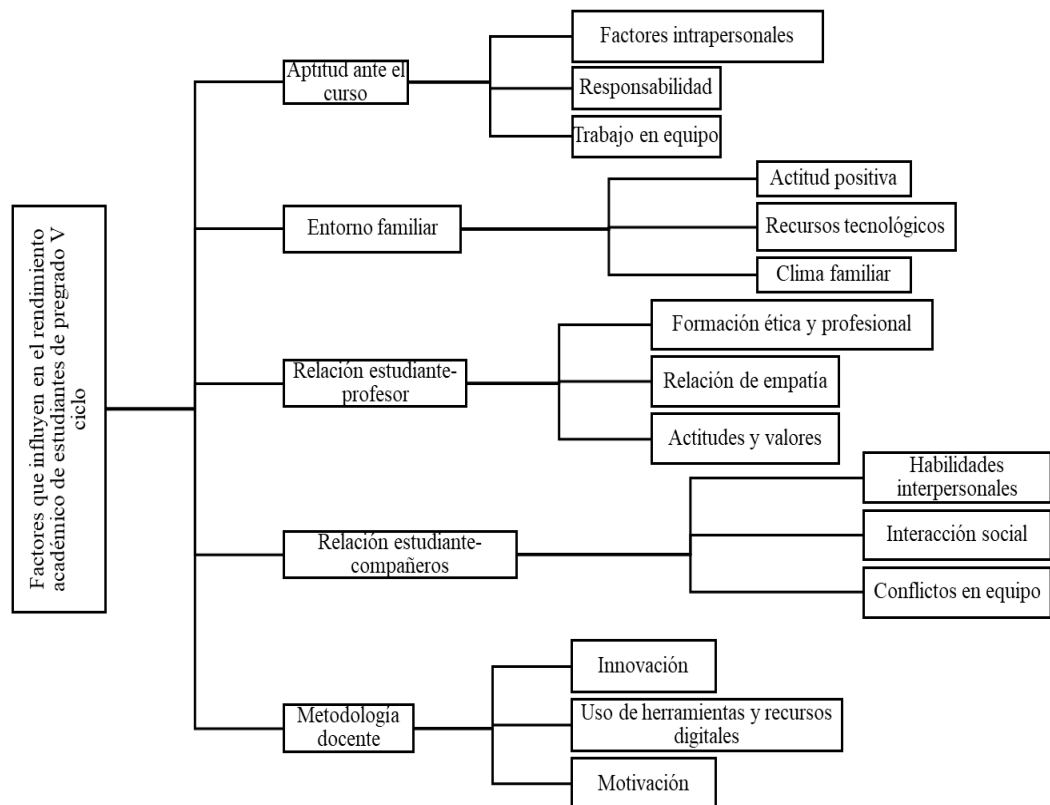 Factores que influyen en el rendimiento
académico de estudiantes de pregrado V
ciclo
Aptitud ante el
curso
Factores intrapersonales
Responsabilidad
Trabajo en equipo
Entorno familiar
Actitud positiva
Recursos tecnológicos
Clima familiar
Relación estudiante-
profesor
Formación ética y profesional
Relación de empatía
Actitudes y valores
Relación estudiante-
compañeros
Habilidades
interpersonales
Interacción social
Conflictos en equipo
Metodología
docente
Innovación
Uso de herramientas y recursos
digitales
Motivación